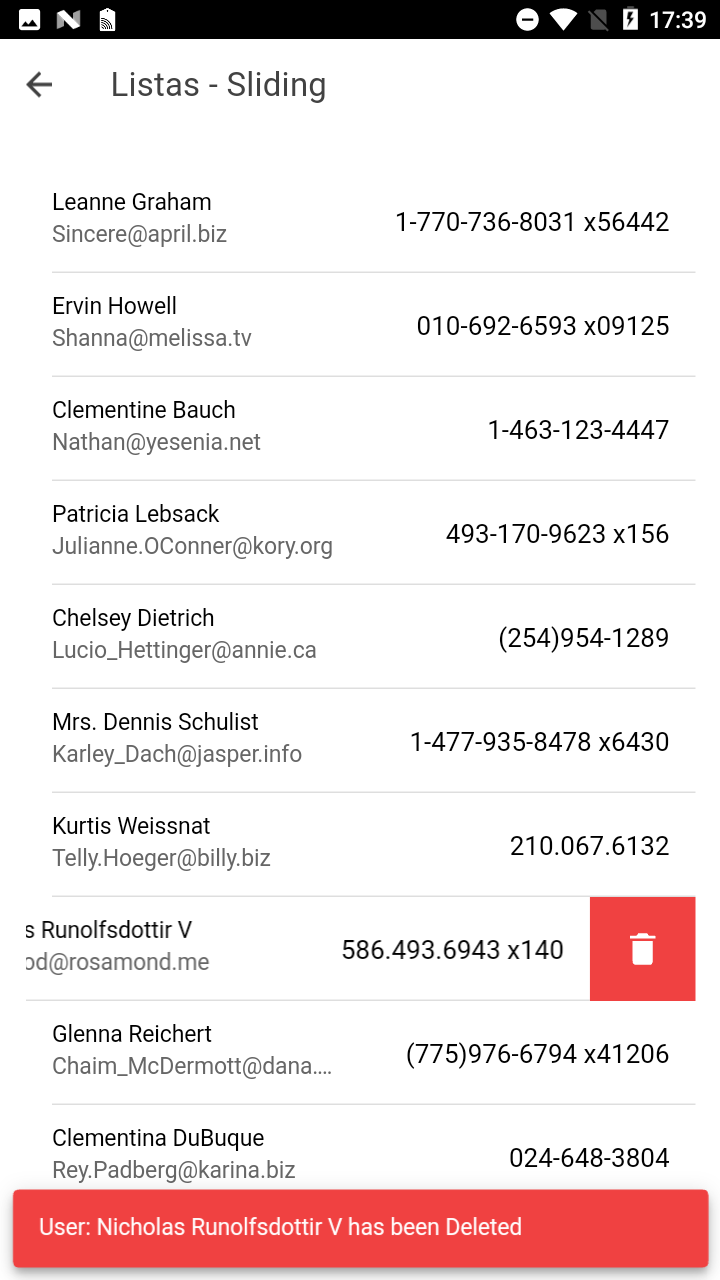 17:39
Listas - Sliding
Leanne Graham
Sincere@april.biz
1-770-736-8031 x56442
Ervin Howell
Shanna@melissa.tv
010-692-6593 x09125
Clementine Bauch
Nathan@yesenia.net
1-463-123-4447
Patricia Lebsack
Julianne.OConner@kory.org
493-170-9623 x156
Chelsey Dietrich
Lucio_Hettinger@annie.ca
(254)954-1289
Mrs. Dennis Schulist
Karley_Dach@jasper.info
1-477-935-8478 x6430
Kurtis Weissnat
Telly.Hoeger@billy.biz
210.067.6132
s Runolfsdottir V
od@rosamond.me
586.493.6943 x140
Glenna Reichert
Chaim_McDermott@dana....
(775)976-6794 x41206
Clementina DuBuque
Rey.Padberg@karina.biz
024-648-3804
User: Nicholas Runolfsdottir V has been Deleted